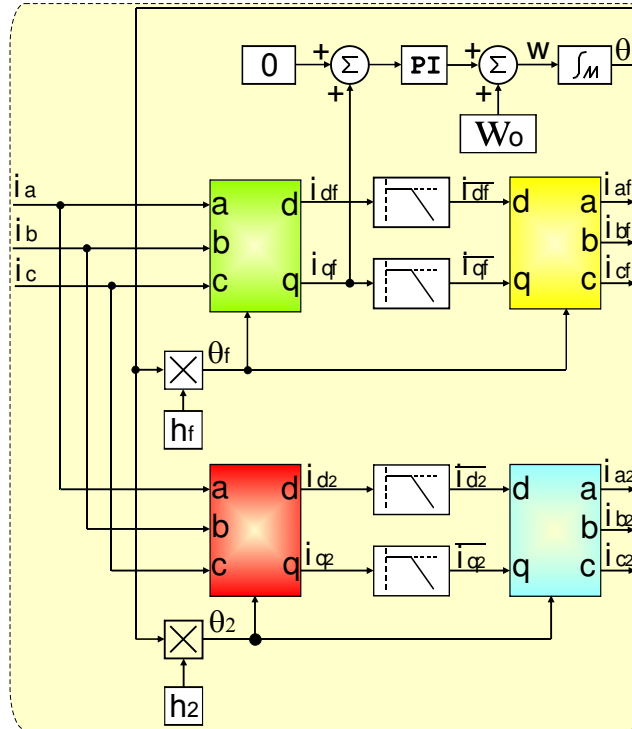 0 + Σ PI + Σ w ∫M θ
+ +
Wo
ia idf idf iaf
a d d a
ib ibf
b b
ic iqf iqf icf
c q q c
θf
hf
id2 id2 ia2
a d d a
ib2
b b
iq2 iq2 ic2
c q q c
θ2
h2